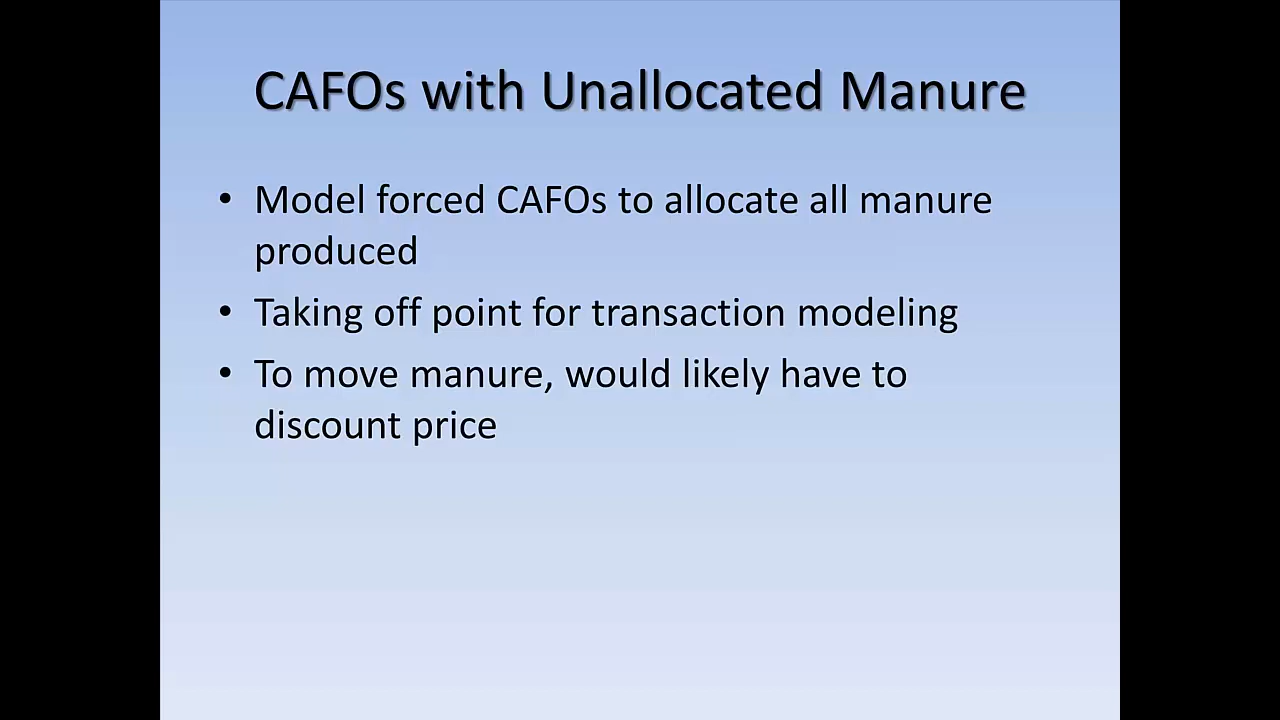 CAFOs with Unallocated Manure
• Model forced CAFOs to allocate all manure
produced
• Taking off point for transaction modeling
• To move manure, would likely have to
discount price